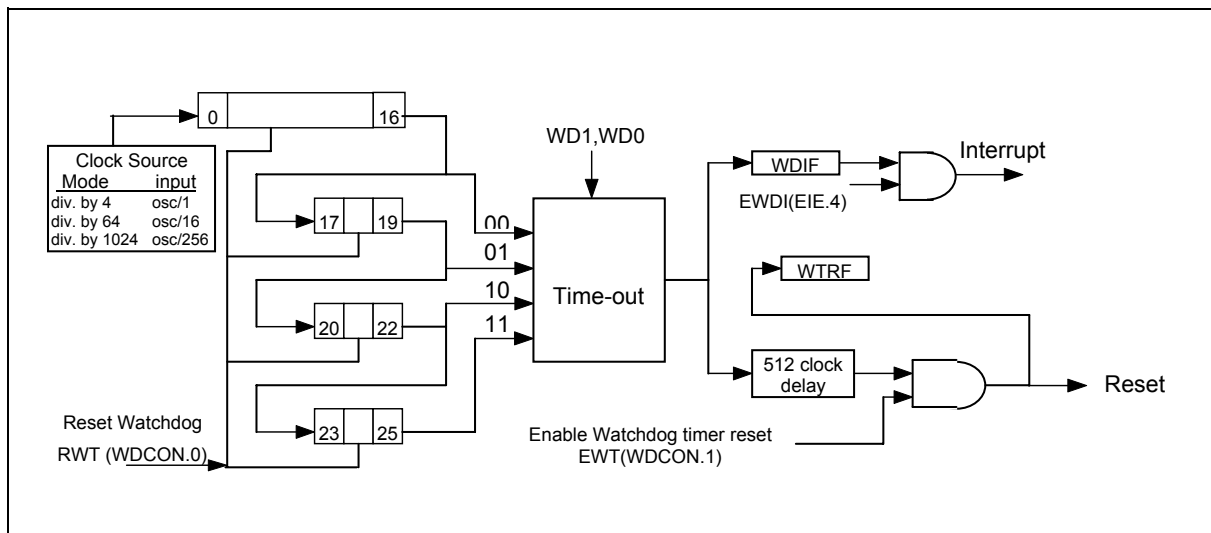 0
16
Clock Source
Mode input
div. by 4 osc/1
div. by 64 osc/16
div. by 1024 osc/256
17
19
20
22
23
25
Reset Watchdog
RWT (WDCON.0)
WD1,WD0
00
01
10
11
Time-out
WDIF
EWDI(EIE.4)
Interrupt
WTRF
512 clock
delay
Reset
Enable Watchdog timer reset
EWT(WDCON.1)